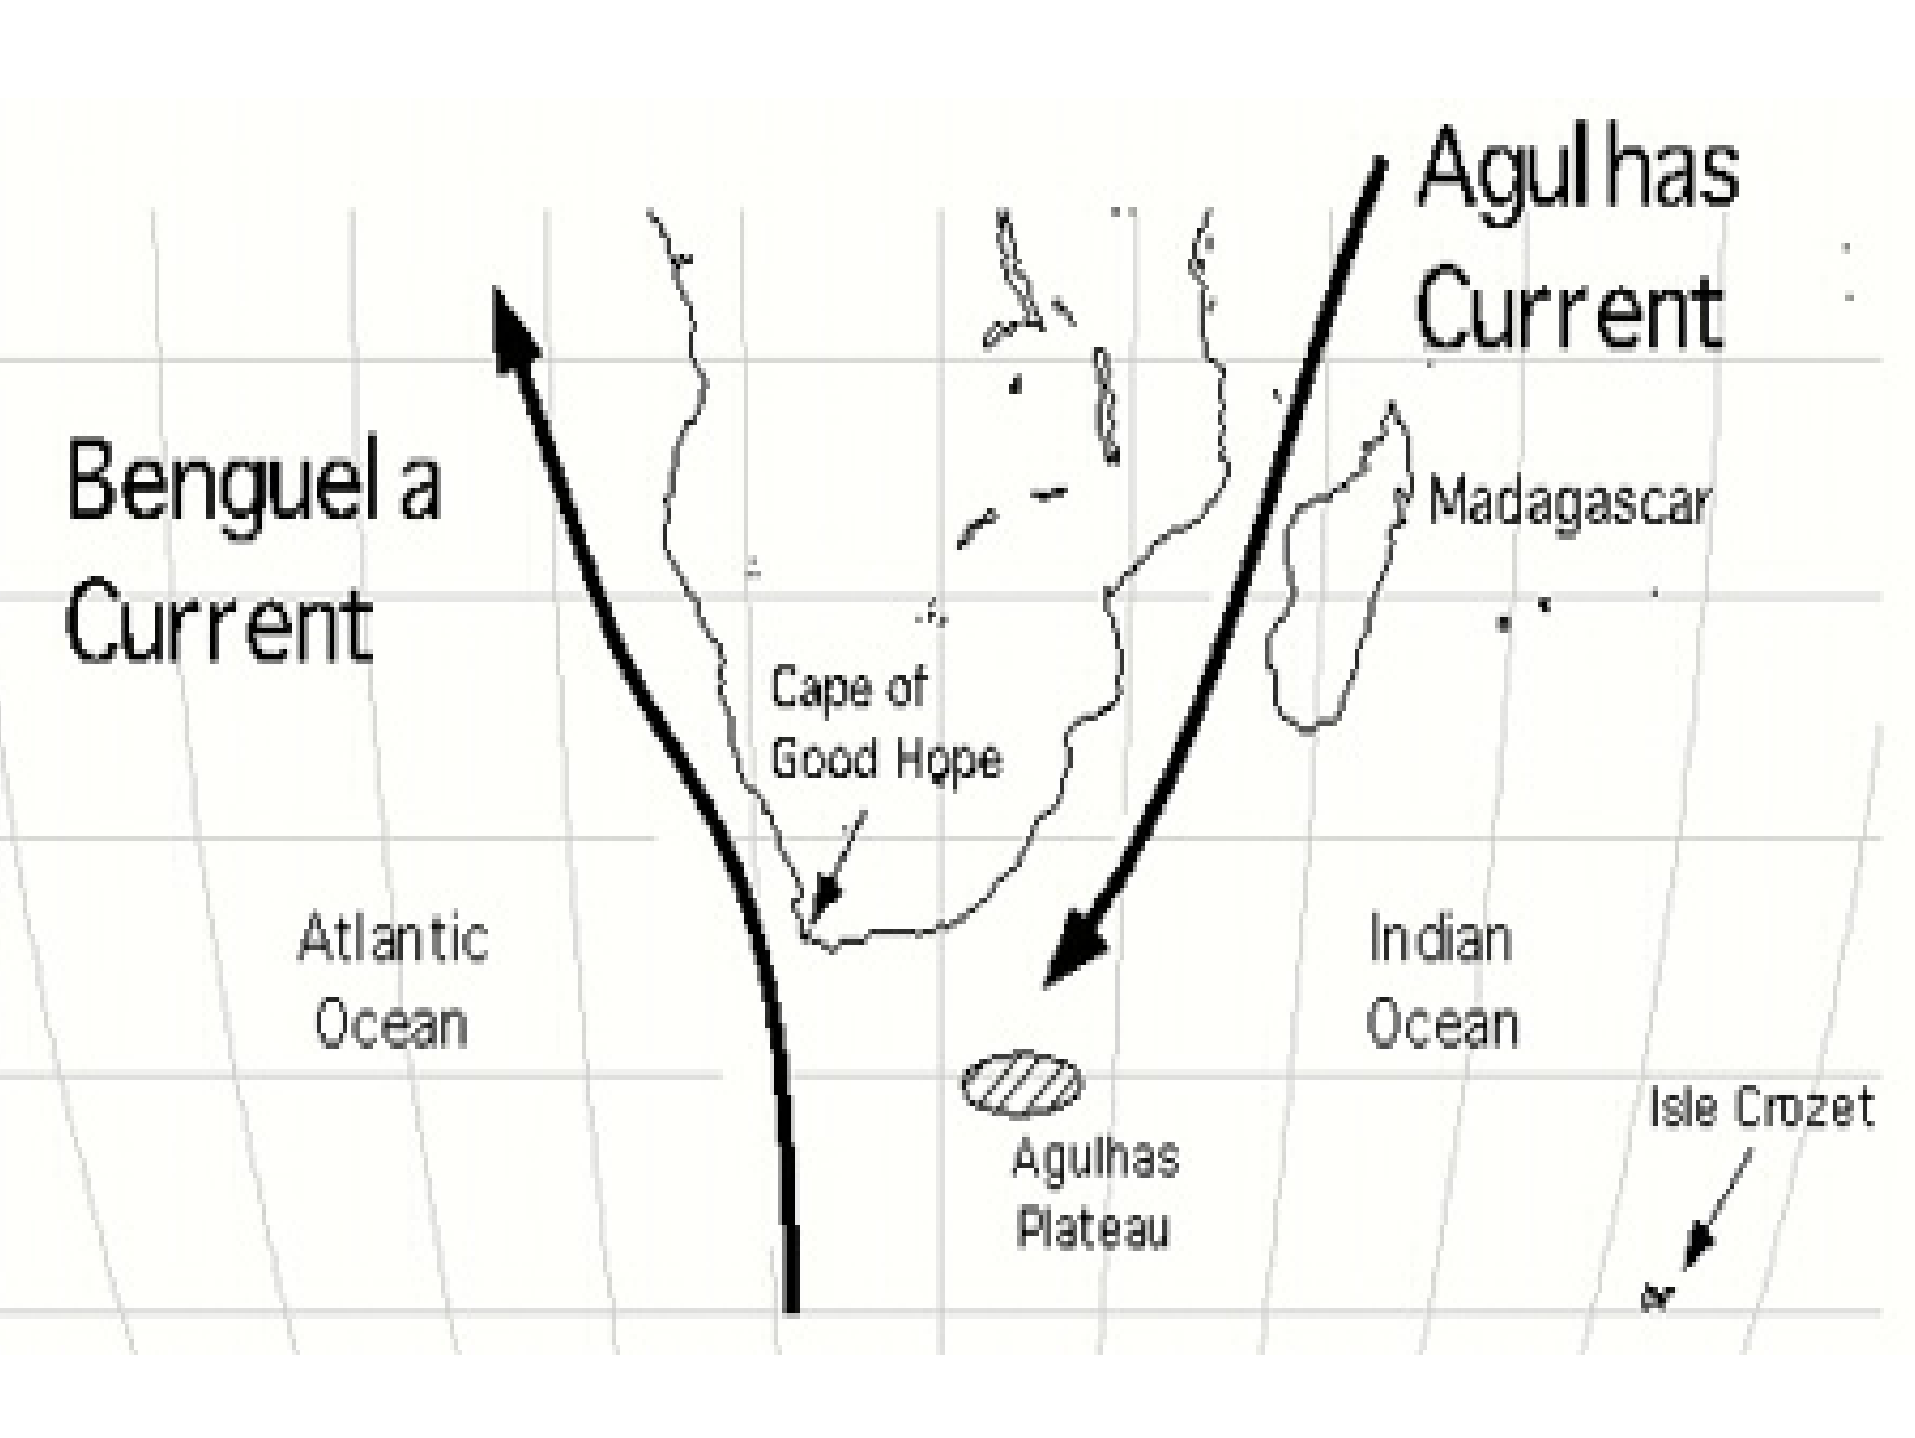 Agulhas
Current
Benguela
Current
Madagascar
Cape of
Good Hope
Atlantic
Ocean
Indian
Ocean
Agulhas
Plateau
Isle Crozet